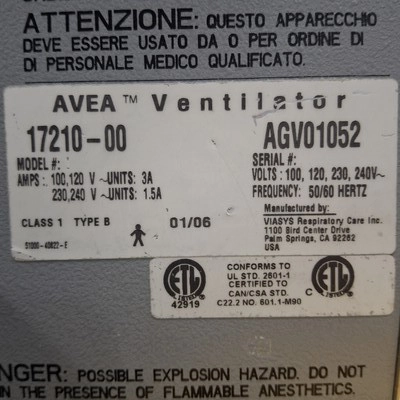 ATTENZIONE: QUESTO APPARECCHIO
DEVE ESSERE USATO DA O PER ORDINE DI
DI PERSONALE MEDICO QUALIFICATO.
AVEA™ Ventilator
17210-00
MODEL #:
AMPS : 100,120 V ~UNITS: 3A
230,240 V~UNITS: 1.5A
AGV01052
SERIAL #:
VOLTS : 100, 120, 230, 240V~
FREQUENCY: 50/60 HERTZ
CLASS 1 TYPE B
01/06
Manufactured by:
VIASYS Respiratory Care Inc.
1100 Bird Center Drive
Palm Springs, CA 92262
USA
51000-40822-E
ETL
42919
CONFORMS TO
UL STD. 2601-1
CERTIFIED TO
CAN/CSA STD.
C22.2 NO. 601.1-M90
C
ETL
NGER: POSSIBLE EXPLOSION HAZARD. DO NOT
IN THE PRESENCE OF FLAMMABLE ANESTHETICS.